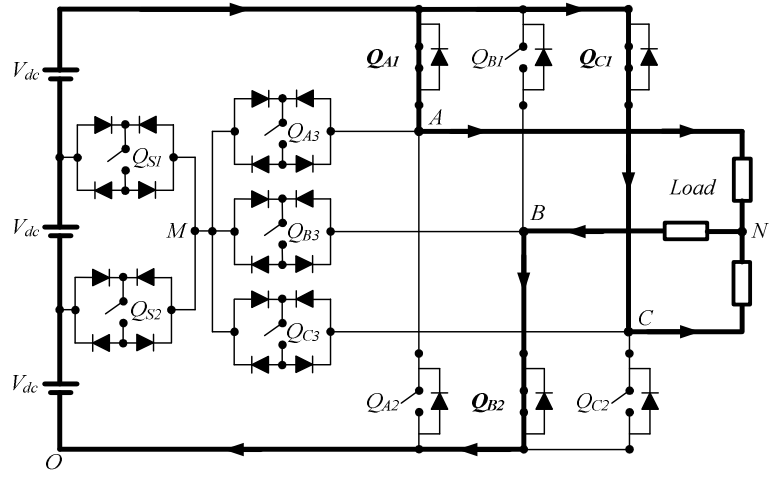 Q_A1
Q_B1
Q_C1
V_dc
Q_A3
A
Q_S1
Load
V_dc
M
Q_B3
B
N
Q_S2
Q_C3
C
V_dc
Q_A2
Q_B2
Q_C2
O